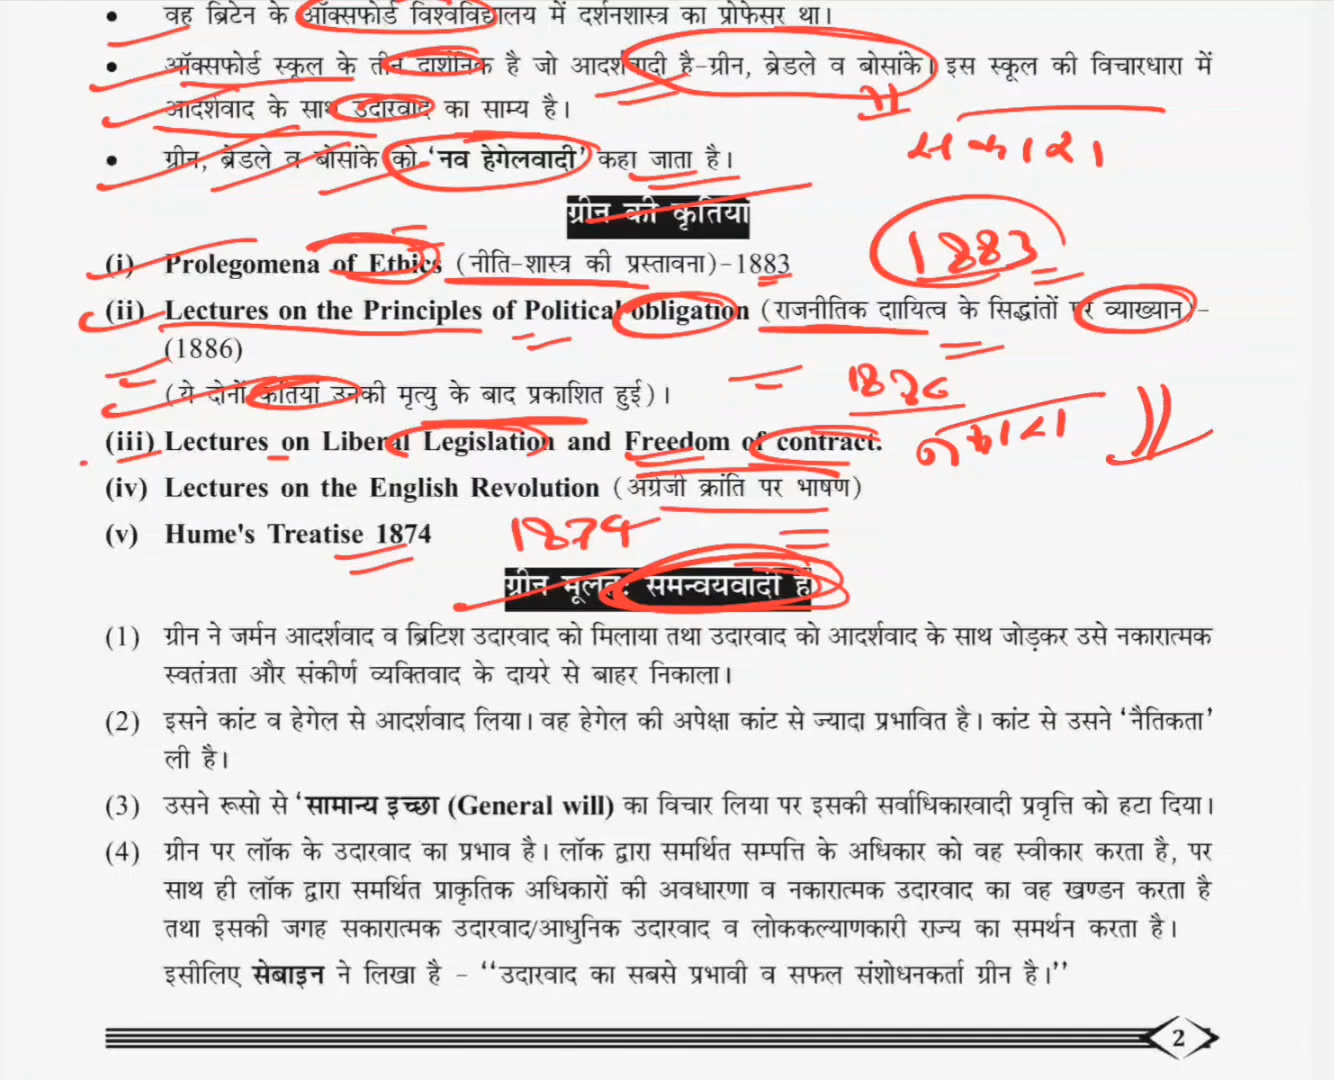 • वह ब्रिटेन के ऑक्सफोर्ड विश्वविद्यालय में दर्शनशास्त्र का प्रोफेसर था।
• ऑक्सफोर्ड स्कूल के तीन दार्शनिक है जो आदर्शवादी है-ग्रीन, ब्रेडले व बोसांके। इस स्कूल की विचारधारा में
आदर्शवाद के साथ उदारवाद का साम्य है।
• ग्रीन, ब्रेडले व बोसांके को ‘नव हेगेलवादी’ कहा जाता है।
ग्रीन की कृतियां
1883
(i) Prolegomena of Ethics (नीति-शास्त्र की प्रस्तावना)-1883
(ii) Lectures on the Principles of Political obligation (राजनीतिक दायित्व के सिद्धांतों पर व्याख्यान)-
(1886)
(ये दोनों कृतियां उनकी मृत्यु के बाद प्रकाशित हुई)।
(iii) Lectures on Liberal Legislation and Freedom of contract.
(iv) Lectures on the English Revolution (अंग्रेजी क्रांति पर भाषण)
(v) Hume's Treatise 1874
1874
ग्रीन मूलतः समन्वयवादी है
(1) ग्रीन ने जर्मन आदर्शवाद व ब्रिटिश उदारवाद को मिलाया तथा उदारवाद को आदर्शवाद के साथ जोड़कर उसे नकारात्मक
स्वतंत्रता और संकीर्ण व्यक्तिवाद के दायरे से बाहर निकाला।
(2) इसने कांट व हेगेल से आदर्शवाद लिया। वह हेगेल की अपेक्षा कांट से ज्यादा प्रभावित है। कांट से उसने ‘नैतिकता’
ली है।
(3) उसने रूसो से ‘सामान्य इच्छा (General will) का विचार लिया पर इसकी सर्वाधिकारवादी प्रवृत्ति को हटा दिया।
(4) ग्रीन पर लॉक के उदारवाद का प्रभाव है। लॉक द्वारा समर्थित सम्पत्ति के अधिकार को वह स्वीकार करता है, पर
साथ ही लॉक द्वारा समर्थित प्राकृतिक अधिकारों की अवधारणा व नकारात्मक उदारवाद का वह खण्डन करता है
तथा इसकी जगह सकारात्मक उदारवाद/आधुनिक उदारवाद व लोककल्याणकारी राज्य का समर्थन करता है।
इसीलिए सेबाइन ने लिखा है - ‘‘उदारवाद का सबसे प्रभावी व सफल संशोधनकर्ता ग्रीन है।’’
2